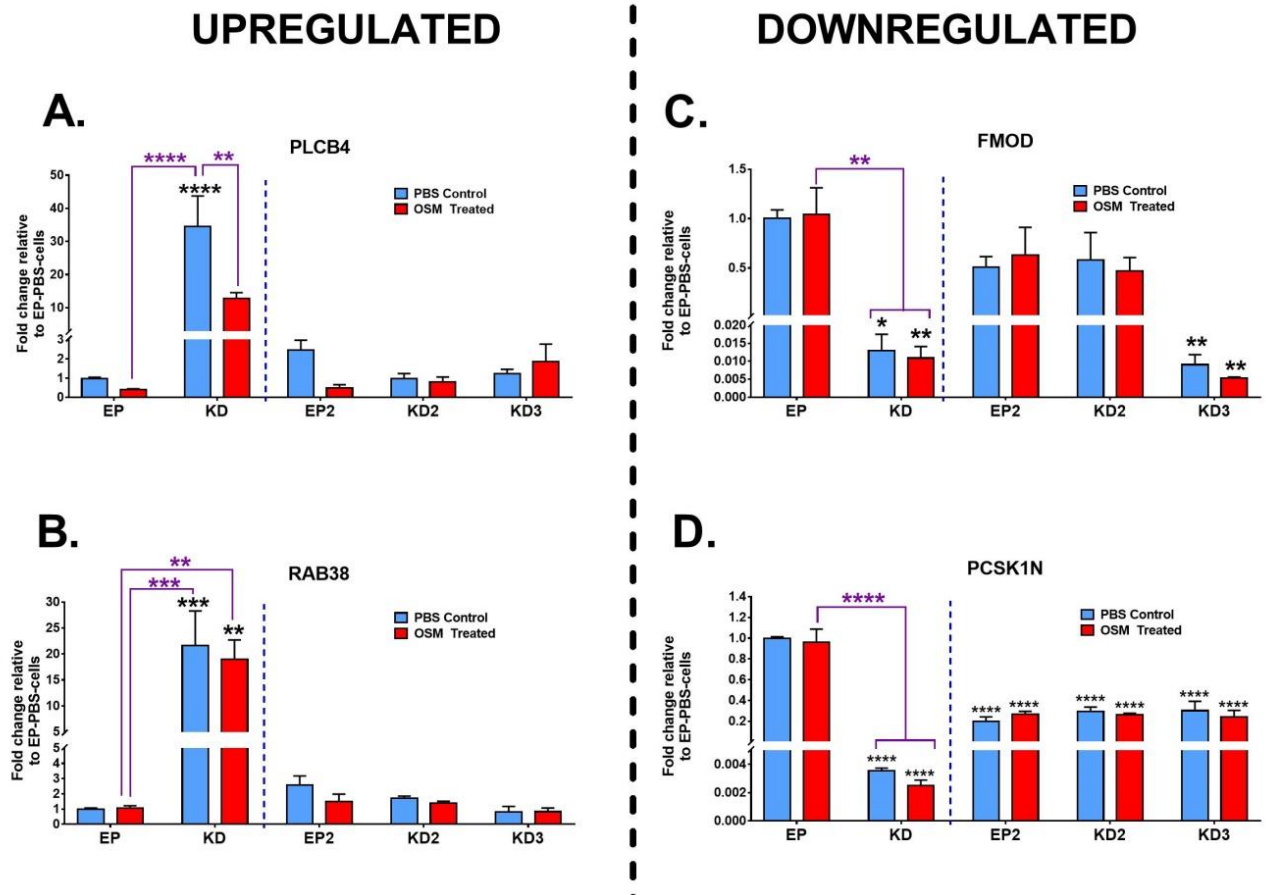 UPREGULATED
DOWNREGULATED
A.
PLCB4
**** **
****
PBS Control
OSM Treated
Fold change relative
to EP-PBS-cells
50
40
30
20
10
3
2
1
0
EP KD EP2 KD2 KD3
C.
FMOD
**
PBS Control
OSM Treated
Fold change relative
to EP-PBS-cells
1.5
1.0
0.5
0.020
0.015
0.010
0.005
0.000
* ** ** **
EP KD EP2 KD2 KD3
B.
RAB38
**
***
*** **
PBS Control
OSM Treated
Fold change relative
to EP-PBS-cells
30
25
20
15
10
5
5
4
3
2
1
0
EP KD EP2 KD2 KD3
D.
PCSK1N
****
PBS Control
OSM Treated
Fold change relative
to EP-PBS-cells
1.4
1.2
1.0
0.8
0.6
0.4
0.2
0.004
0.002
0.000
**** **** **** **** **** **** **** ****
EP KD EP2 KD2 KD3